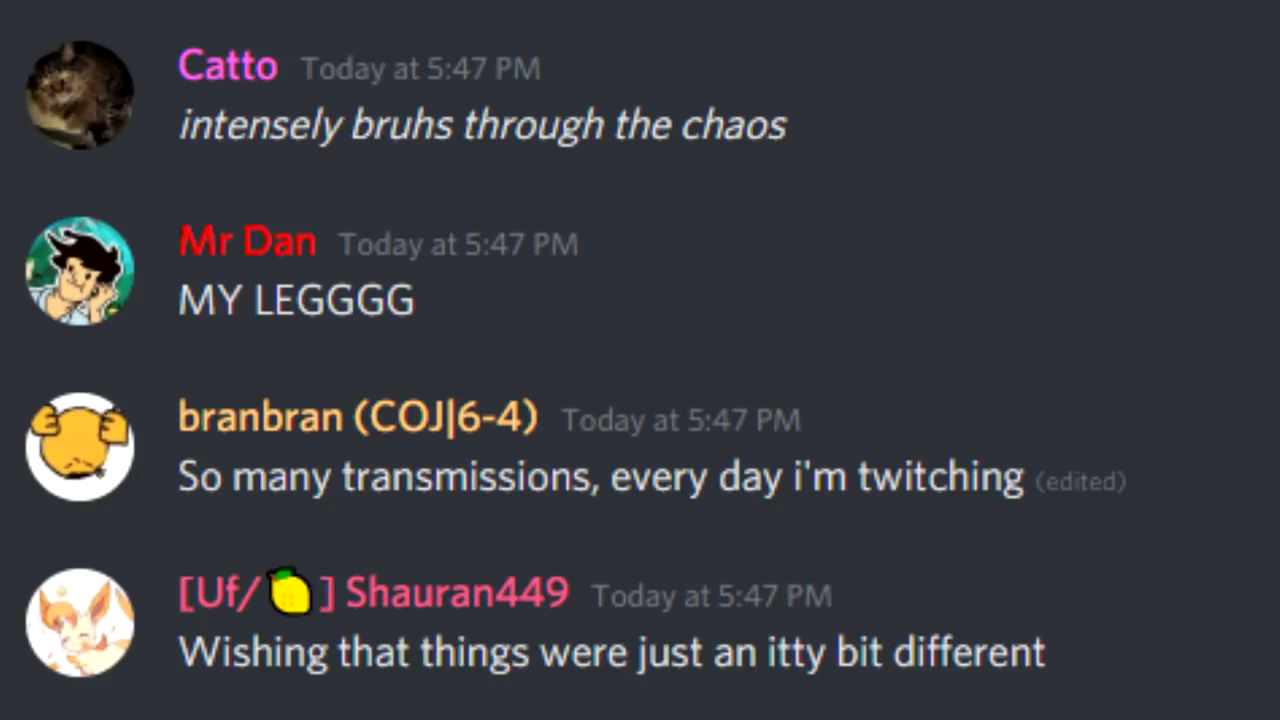 Catto Today at 5:47 PM
intensely bruhs through the chaos
Mr Dan Today at 5:47 PM
MY LEGGGG
branbran (COJ|6-4) Today at 5:47 PM
So many transmissions, every day i'm twitching (edited)
[Uf/🍋] Shauran449 Today at 5:47 PM
Wishing that things were just an itty bit different